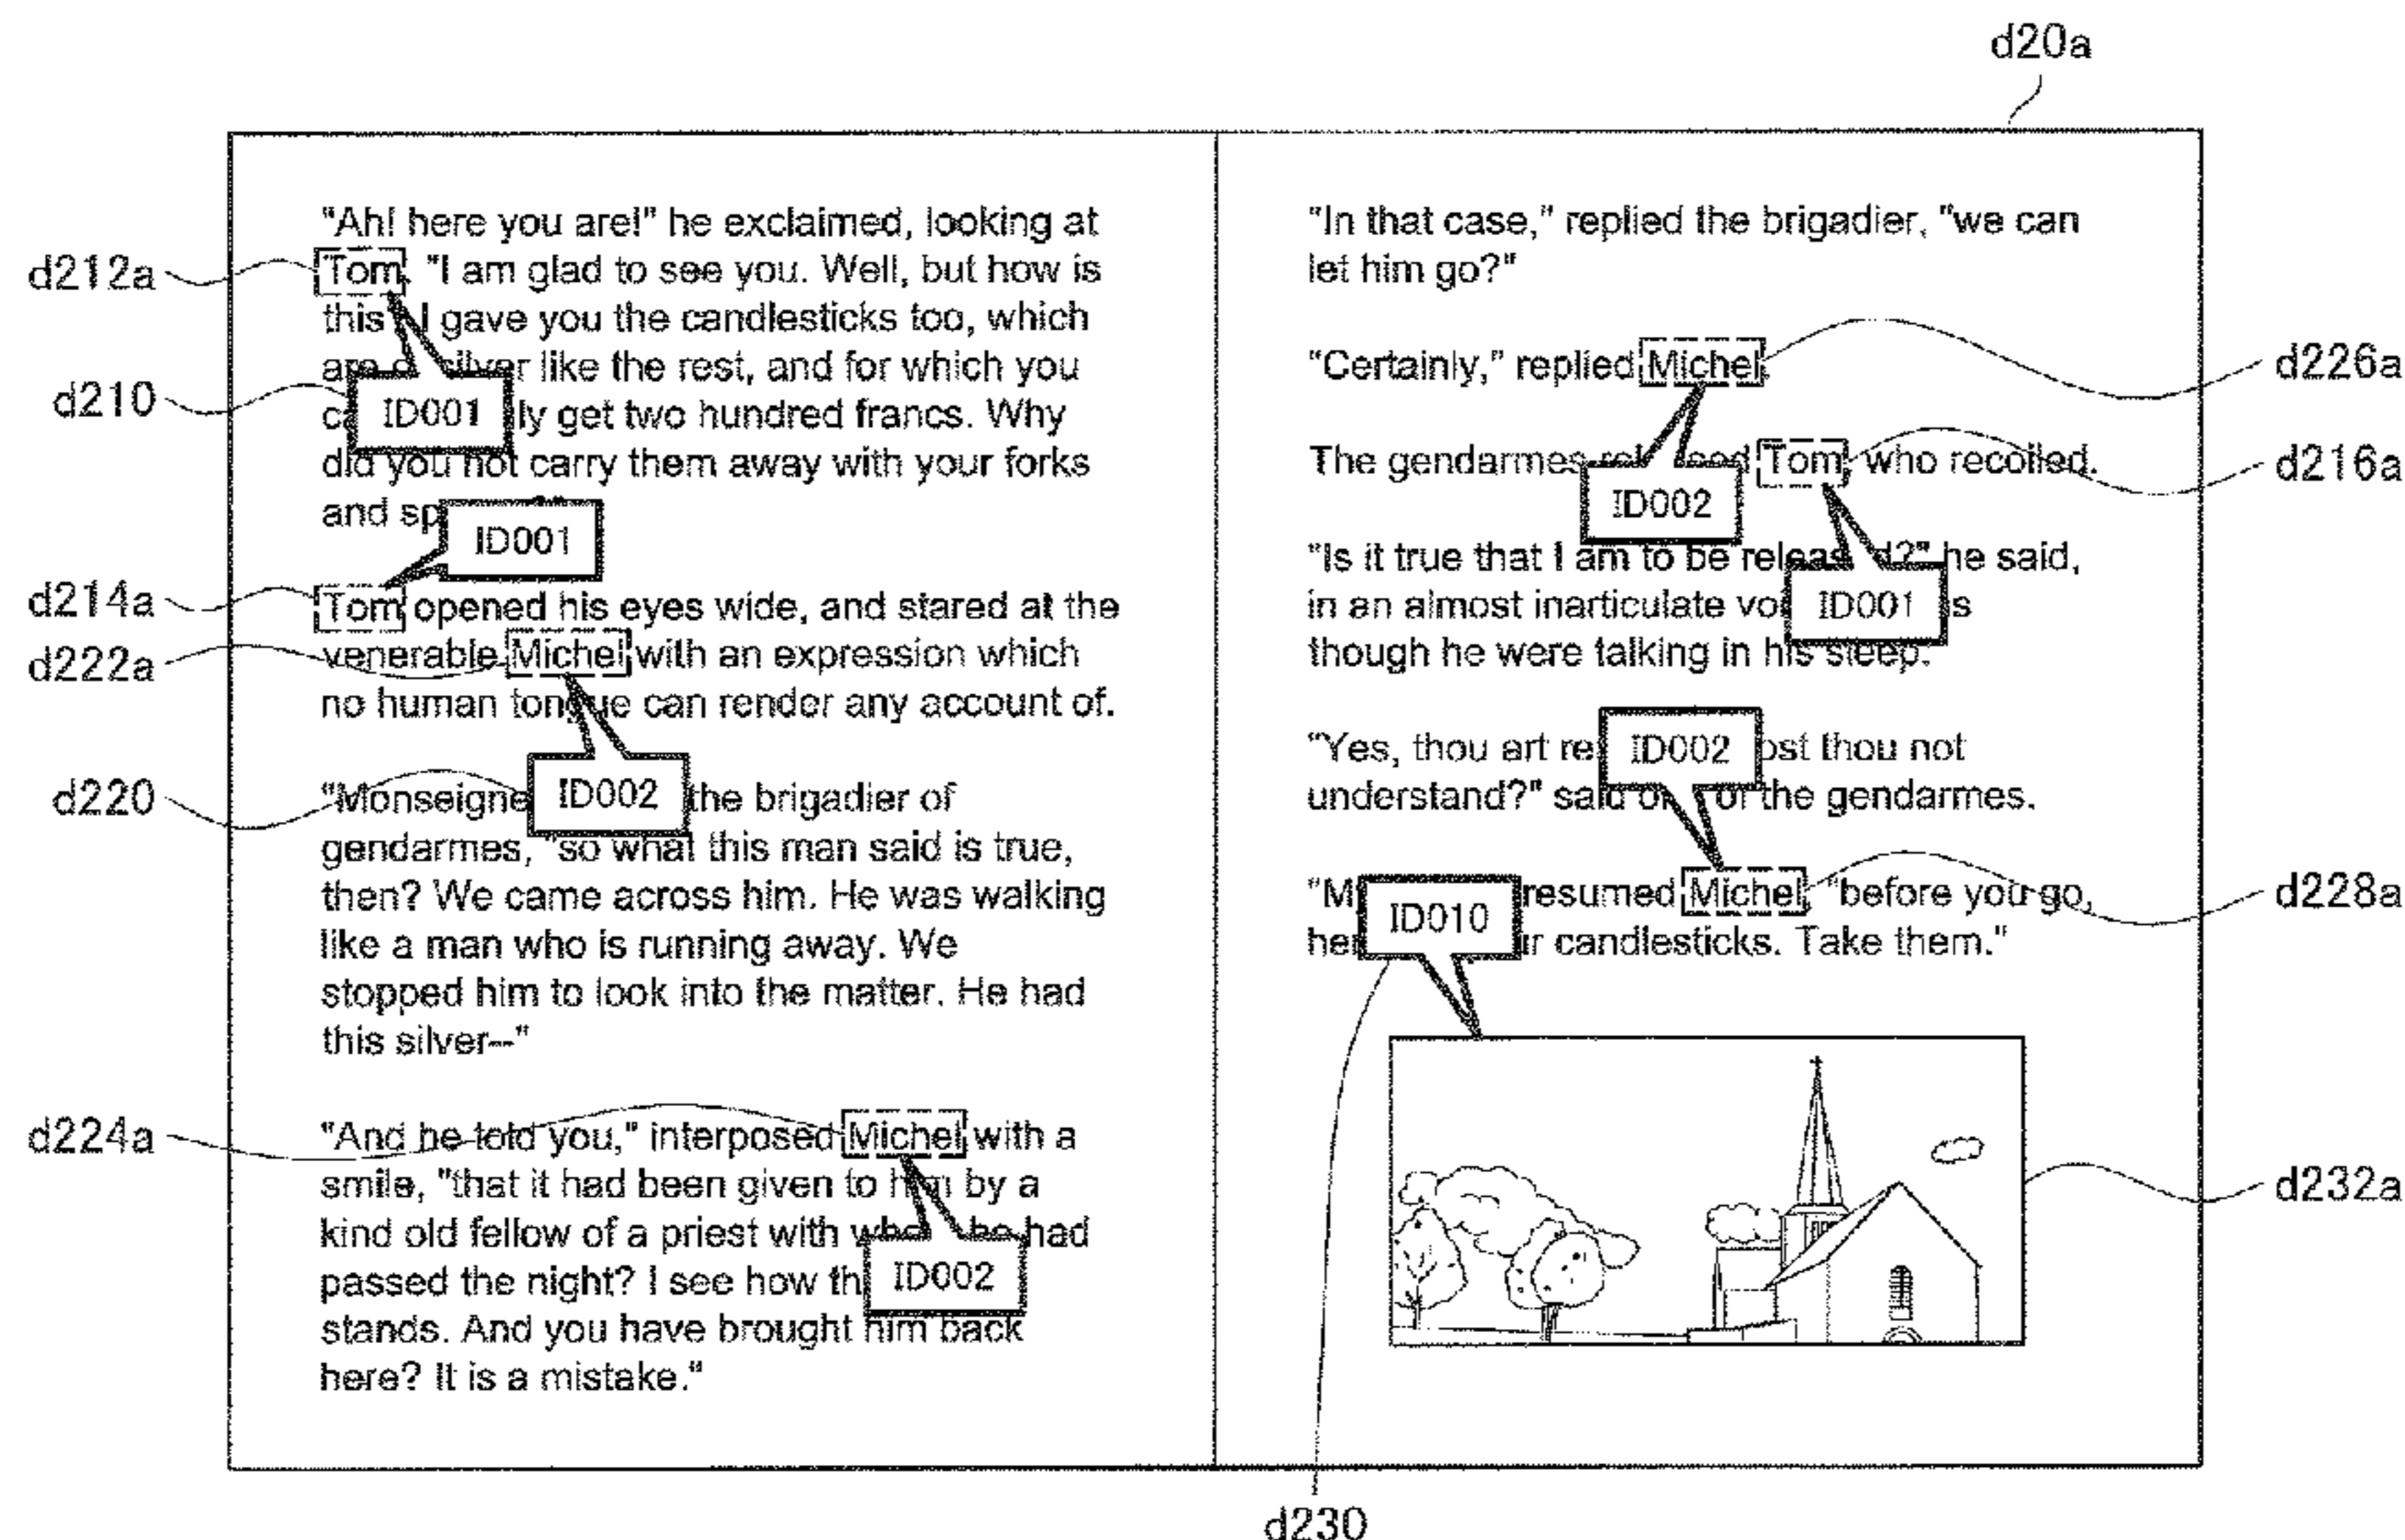 d20a
"Ah! here you are!" he exclaimed, looking at
Tom. "I am glad to see you. Well, but how is
this I gave you the candlesticks too, which
are silver like the rest, and for which you
ly get two hundred francs. Why
did you not carry them away with your forks
and sp
Tom opened his eyes wide, and stared at the
venerable Michel with an expression which
no human tongue can render any account of.
"Monseigne the brigadier of
gendarmes, "so what this man said is true,
then? We came across him. He was walking
like a man who is running away. We
stopped him to look into the matter. He had
this silver--"
"And he told you," interposed Michel with a
smile, "that it had been given to him by a
kind old fellow of a priest with he had
passed the night? I see how th
stands. And you have brought him back
here? It is a mistake."
d212a
d210
ID001
ID001
d214a
d222a
d220
ID002
d224a
ID002
"In that case," replied the brigadier, "we can
let him go?"
"Certainly," replied Michel.
The gendarmes Tom, who recoiled.
"Is it true that I am to be released?" he said,
in an almost inarticulate vo s
though he were talking in his sleep.
"Yes, thou art re ost thou not
understand?" said of the gendarmes.
"M resumed Michel, "before you go,
her ur candlesticks. Take them."
d226a
d216a
ID002
ID001
ID002
d228a
ID010
d232a
d230